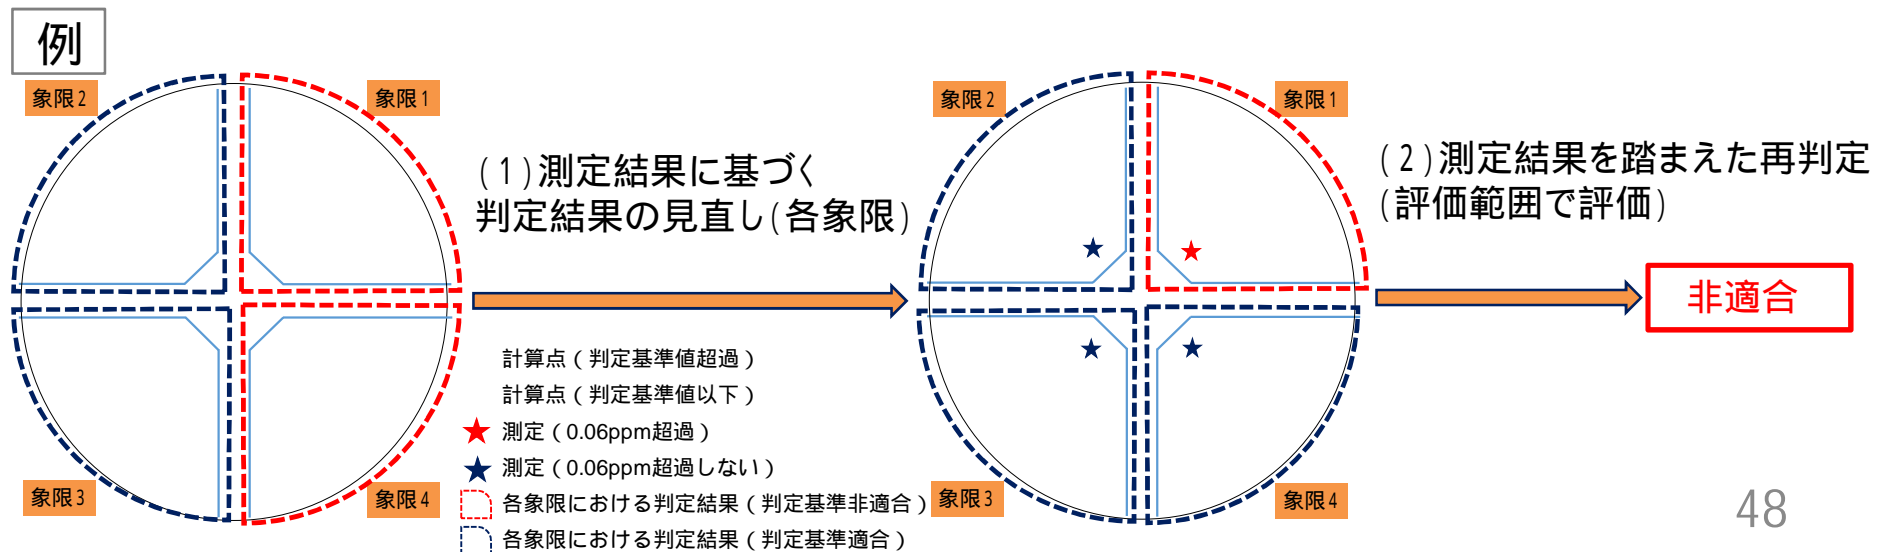 例
象限2
象限1
象限3
象限4
(1)測定結果に基づく
判定結果の見直し(各象限)
計算点（判定基準値超過）
計算点（判定基準値以下）
測定（0.06ppm超過）
測定（0.06ppm超過しない）
各象限における判定結果（判定基準非適合）
各象限における判定結果（判定基準適合）
象限2
象限1
象限3
象限4
(2)測定結果を踏まえた再判定
(評価範囲で評価)
非適合
48